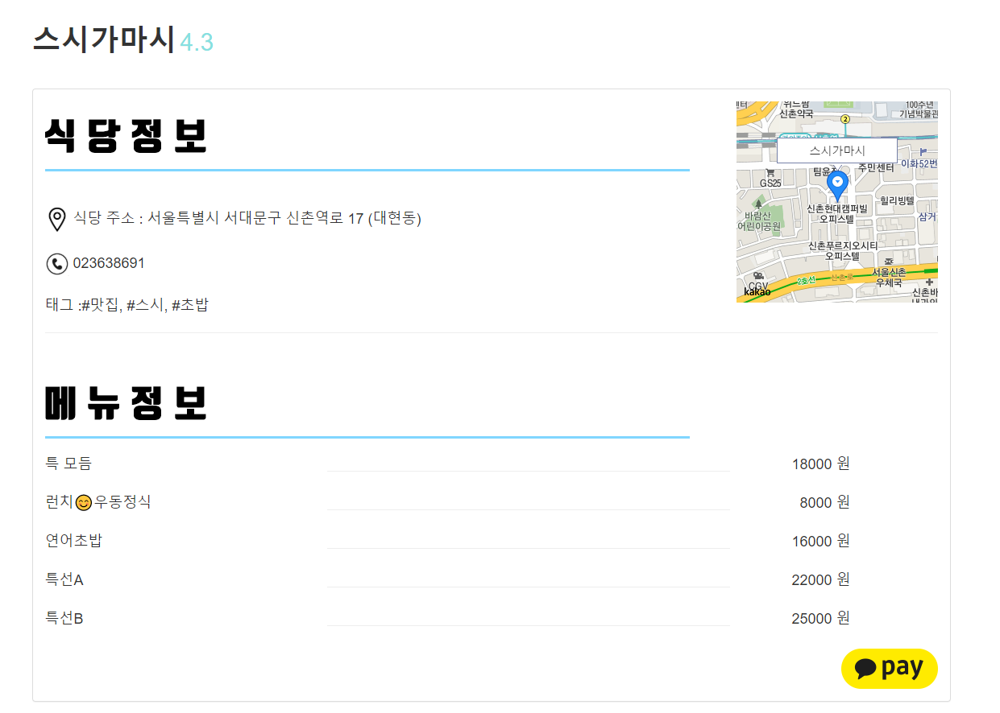 스시가마시 4.3
식당정보
식당 주소 : 서울특별시 서대문구 신촌역로 17 (대현동)
023638691
태그 :#맛집, #스시, #초밥
신촌약국
100주년
기념박물관
2
스시가마시
주민센터
이화52번
GS25
힐리빙텔
신촌현대캠퍼빌
오피스텔
바람산
어린이공원
삼거
신촌푸르지오시티
오피스텔
2호선
신촌로
서울신촌
우체국
CGV
kakao
메뉴정보
특 모듬 18000 원
런치😊우동정식 8000 원
연어초밥 16000 원
특선A 22000 원
특선B 25000 원
pay